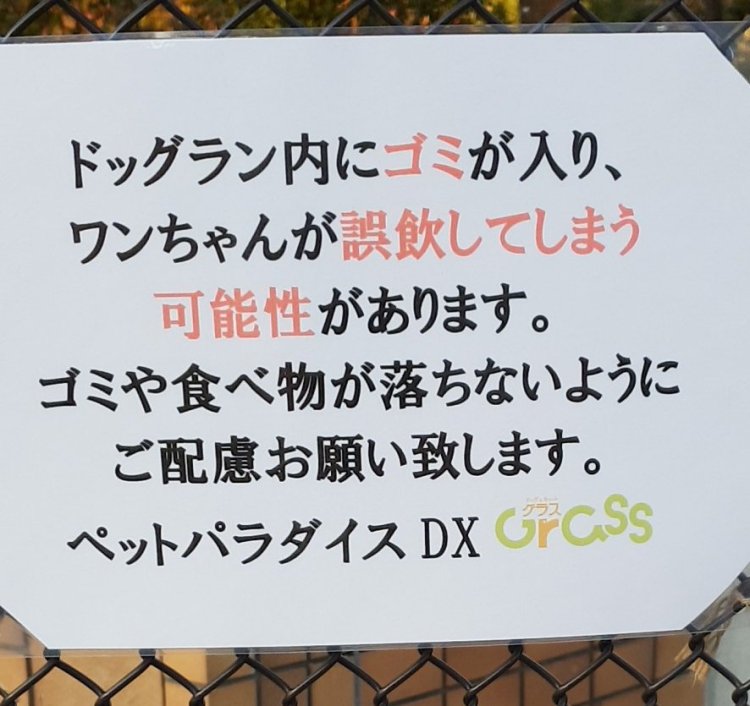 ドッグラン内にゴミが入り、
ワンちゃんが誤飲してしまう
可能性があります。
ゴミや食べ物が落ちないように
ご配慮お願い致します。
ペットパラダイス DX Grass
グラス